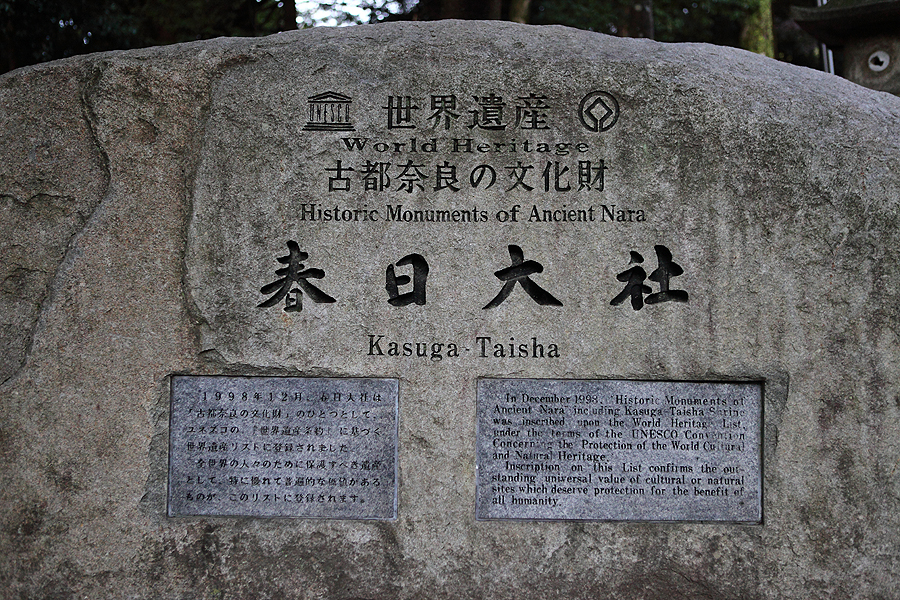 UNESCO
世界遺産
World Heritage
古都奈良の文化財
Historic Monuments of Ancient Nara
春日大社
Kasuga-Taisha
1998年12月、春日大社は
「古都奈良の文化財」のひとつとして、
ユネスコの、『世界遺産条約』に基づく
世界遺産リストに登録されました。
全世界の人々のために保護すべき遺産
として、特に優れて普遍的な価値がある
ものが、このリストに登録されます。
In December 1998, "Historic Monuments of
Ancient Nara" including Kasuga-Taisha Shrine
was inscribed upon the World Heritage List
under the terms of the UNESCO Convention
Concerning the Protection of the World Cultural
and Natural Heritage.
Inscription on this List confirms the out-
standing universal value of cultural or natural
sites which deserve protection for the benefit of
all humanity.